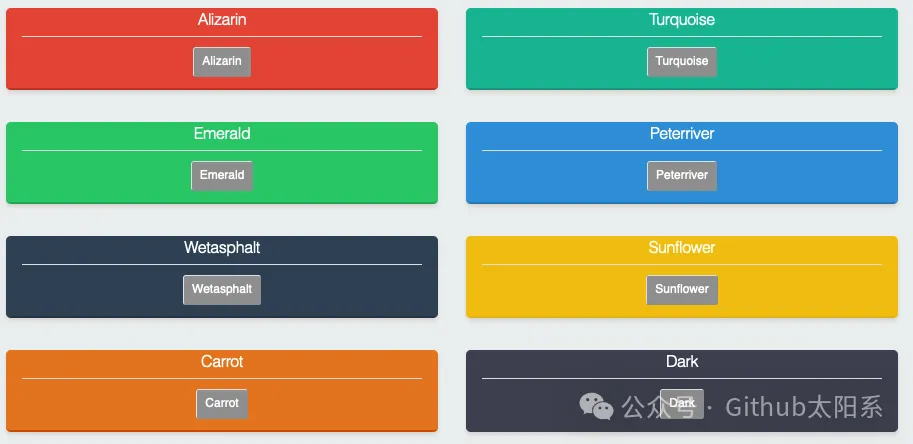 Alizarin
Alizarin
Turquoise
Turquoise
Emerald
Emerald
Peterriver
Peterriver
Wetasphalt
Wetasphalt
Sunflower
Sunflower
Carrot
Carrot
Dark
Dark
公众号 · Github太阳系